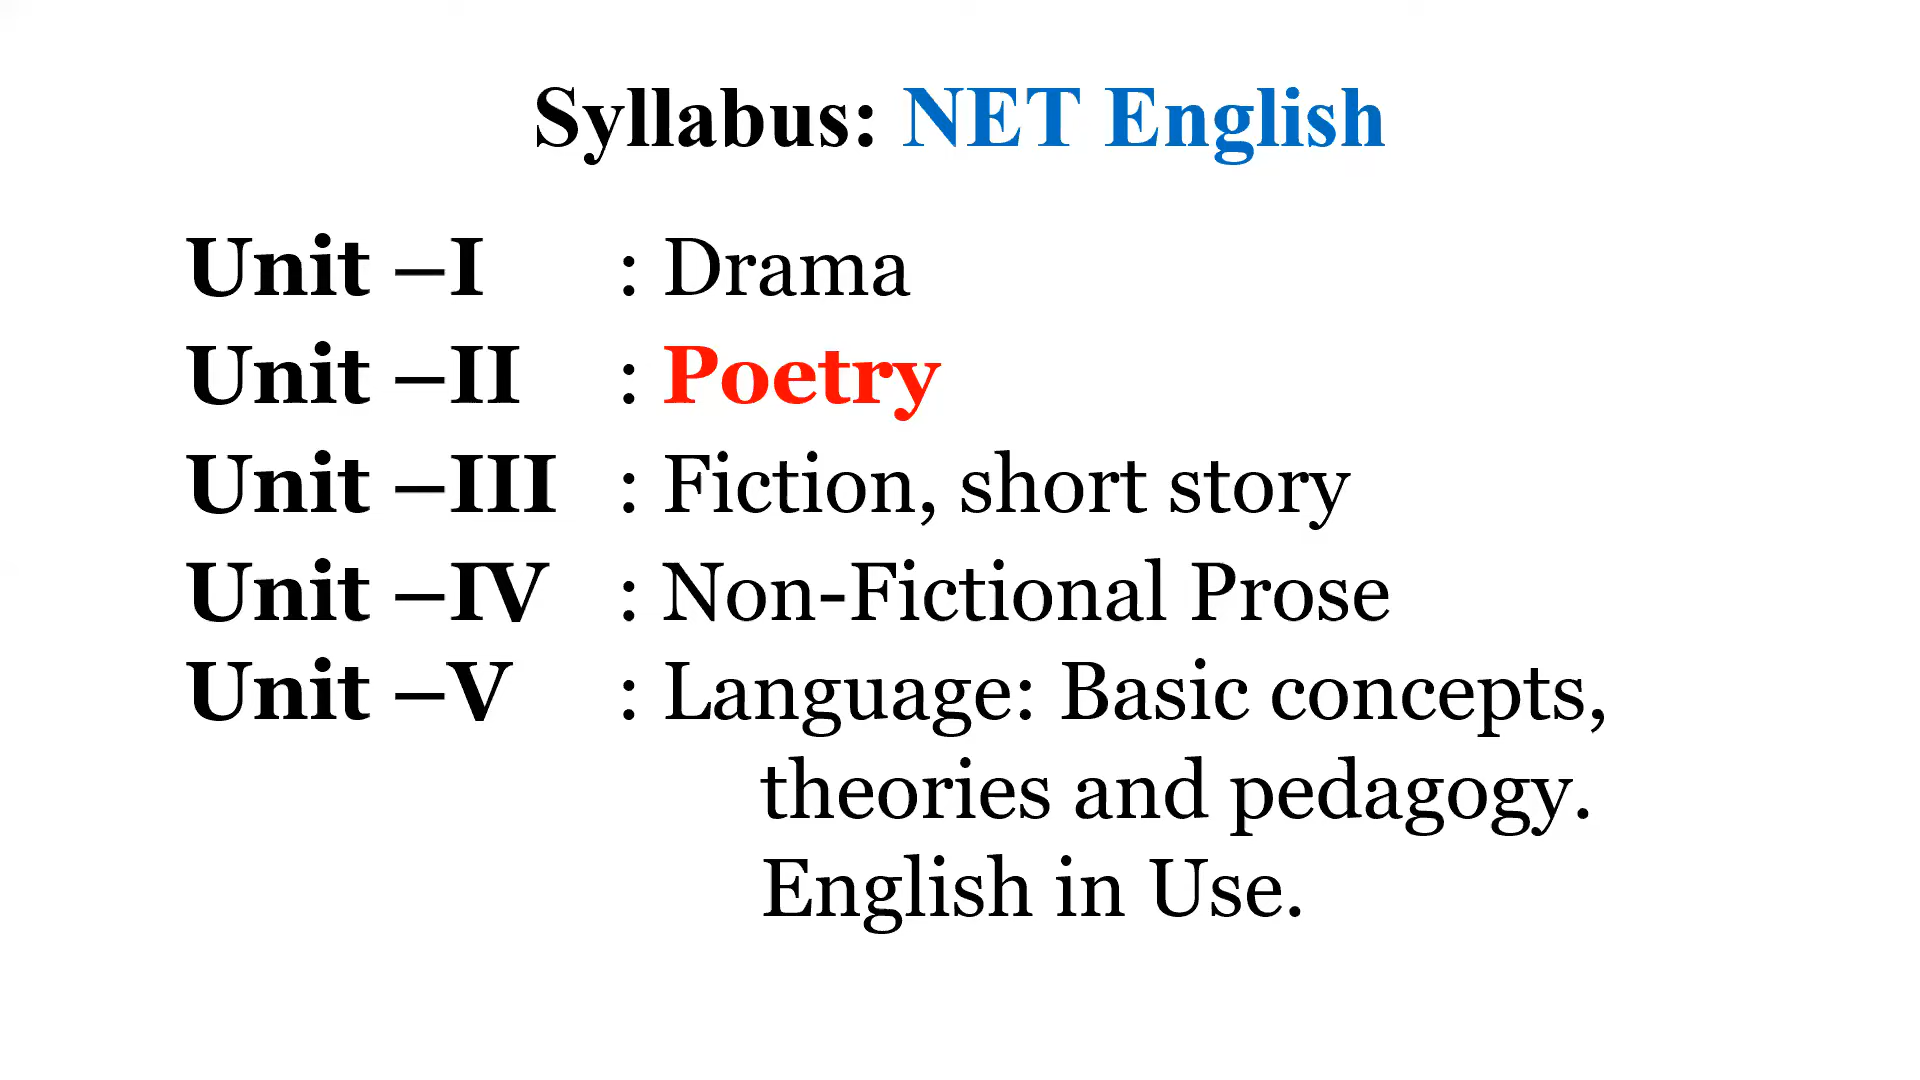 Syllabus: NET English
Unit –I : Drama
Unit –II : Poetry
Unit –III : Fiction, short story
Unit –IV : Non-Fictional Prose
Unit –V : Language: Basic concepts,
theories and pedagogy.
English in Use.